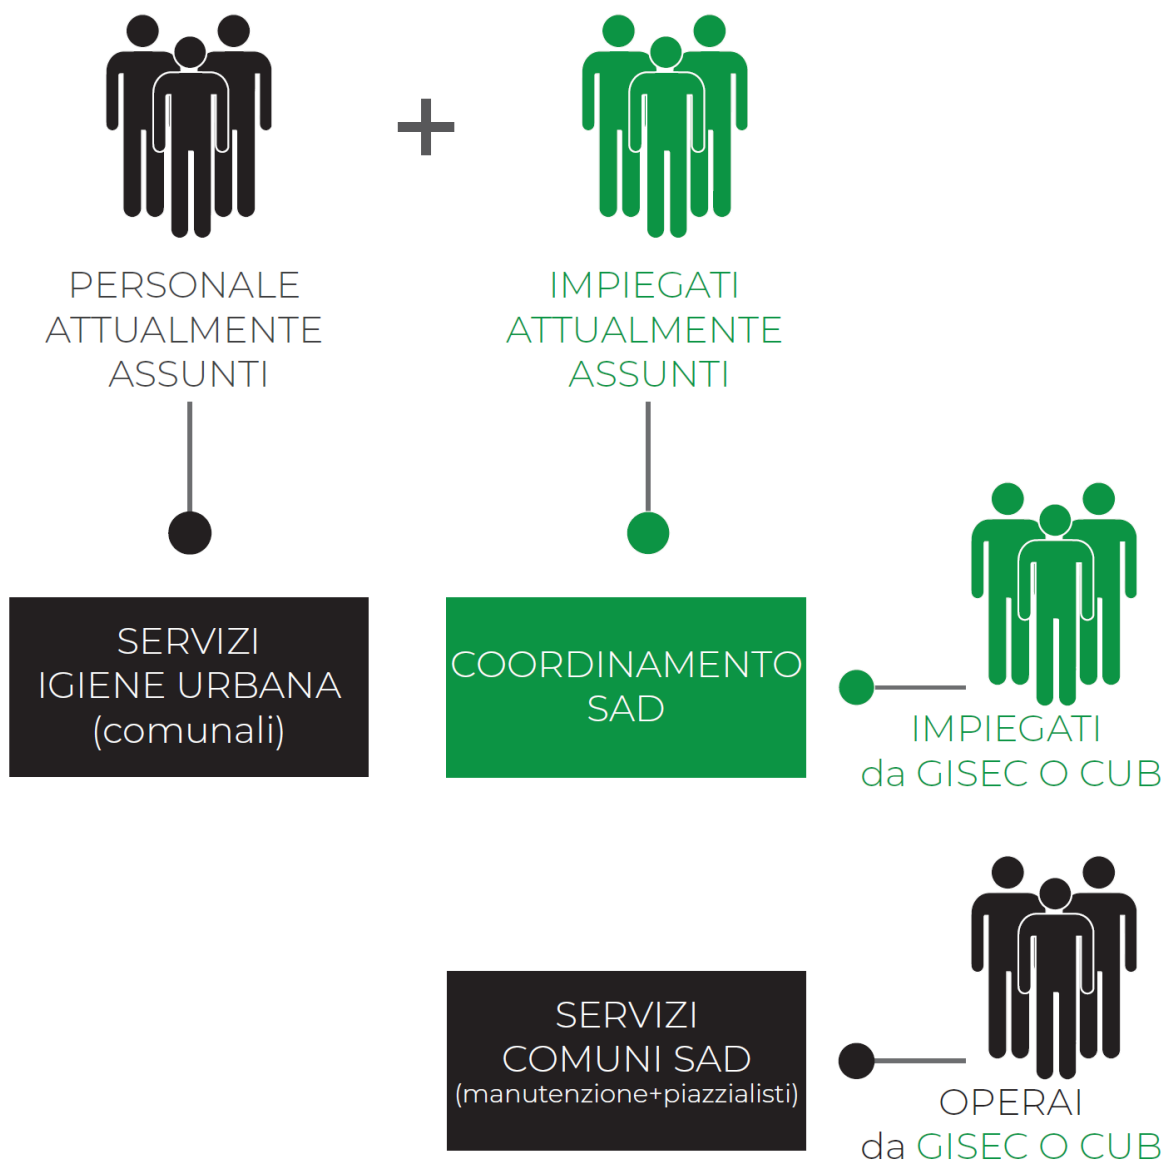 +
PERSONALE
ATTUALMENTE
ASSUNTI
IMPIEGATI
ATTUALMENTE
ASSUNTI
SERVIZI
IGIENE URBANA
(comunali)
COORDINAMENTO
SAD
IMPIEGATI
da GISEC O CUB
SERVIZI
COMUNI SAD
(manutenzione+piazzialisti)
OPERAI
da GISEC O CUB